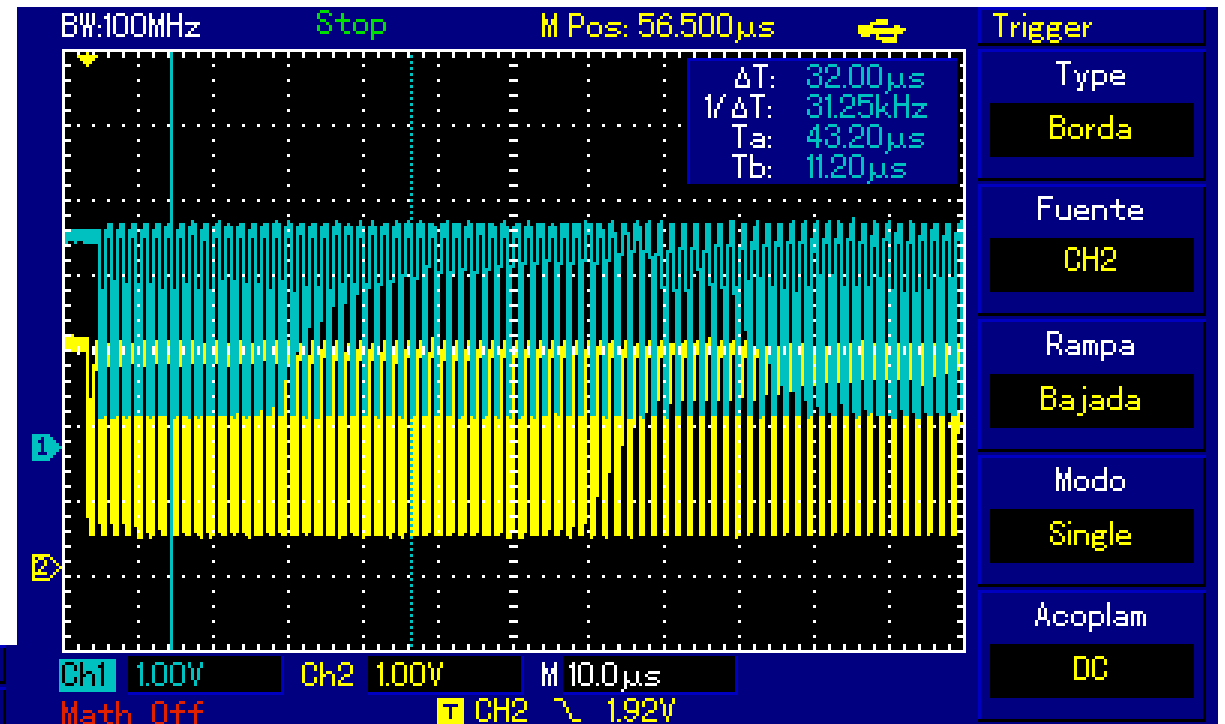 BW:100MHz Stop M Pos: 56.500µs Trigger
ΔT: 32.00µs
1/ΔT: 31.25kHz
Ta: 43.20µs
Tb: 11.20µs
Type
Borda
Fuente
CH2
Rampa
Bajada
Modo
Single
Acoplam
DC
1
2
Ch1 1.00V Ch2 1.00V M 10.0µs
Math Off T CH2 1.92V